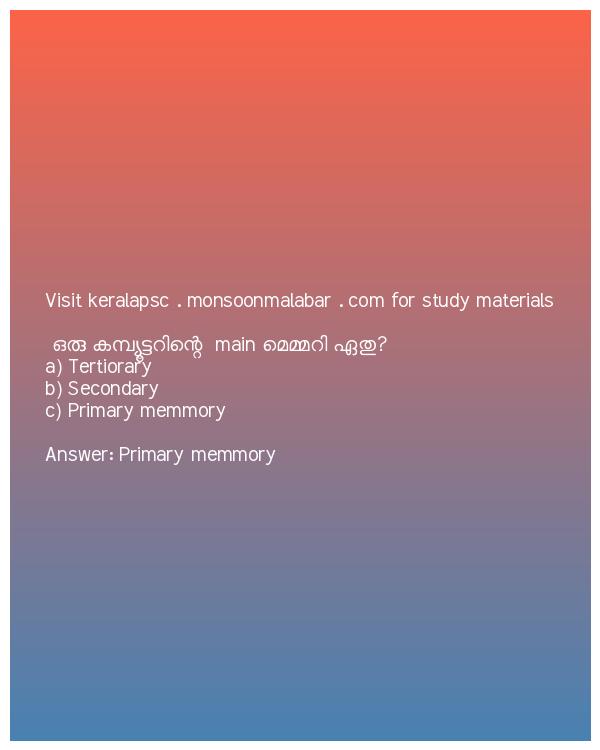 Visit keralapsc . monsoonmalabar . com for study materials
ഒരു കമ്പ്യൂട്ടറിന്റെ main മെമ്മറി ഏതു?
a) Tertiorary
b) Secondary
c) Primary memmory
Answer: Primary memmory